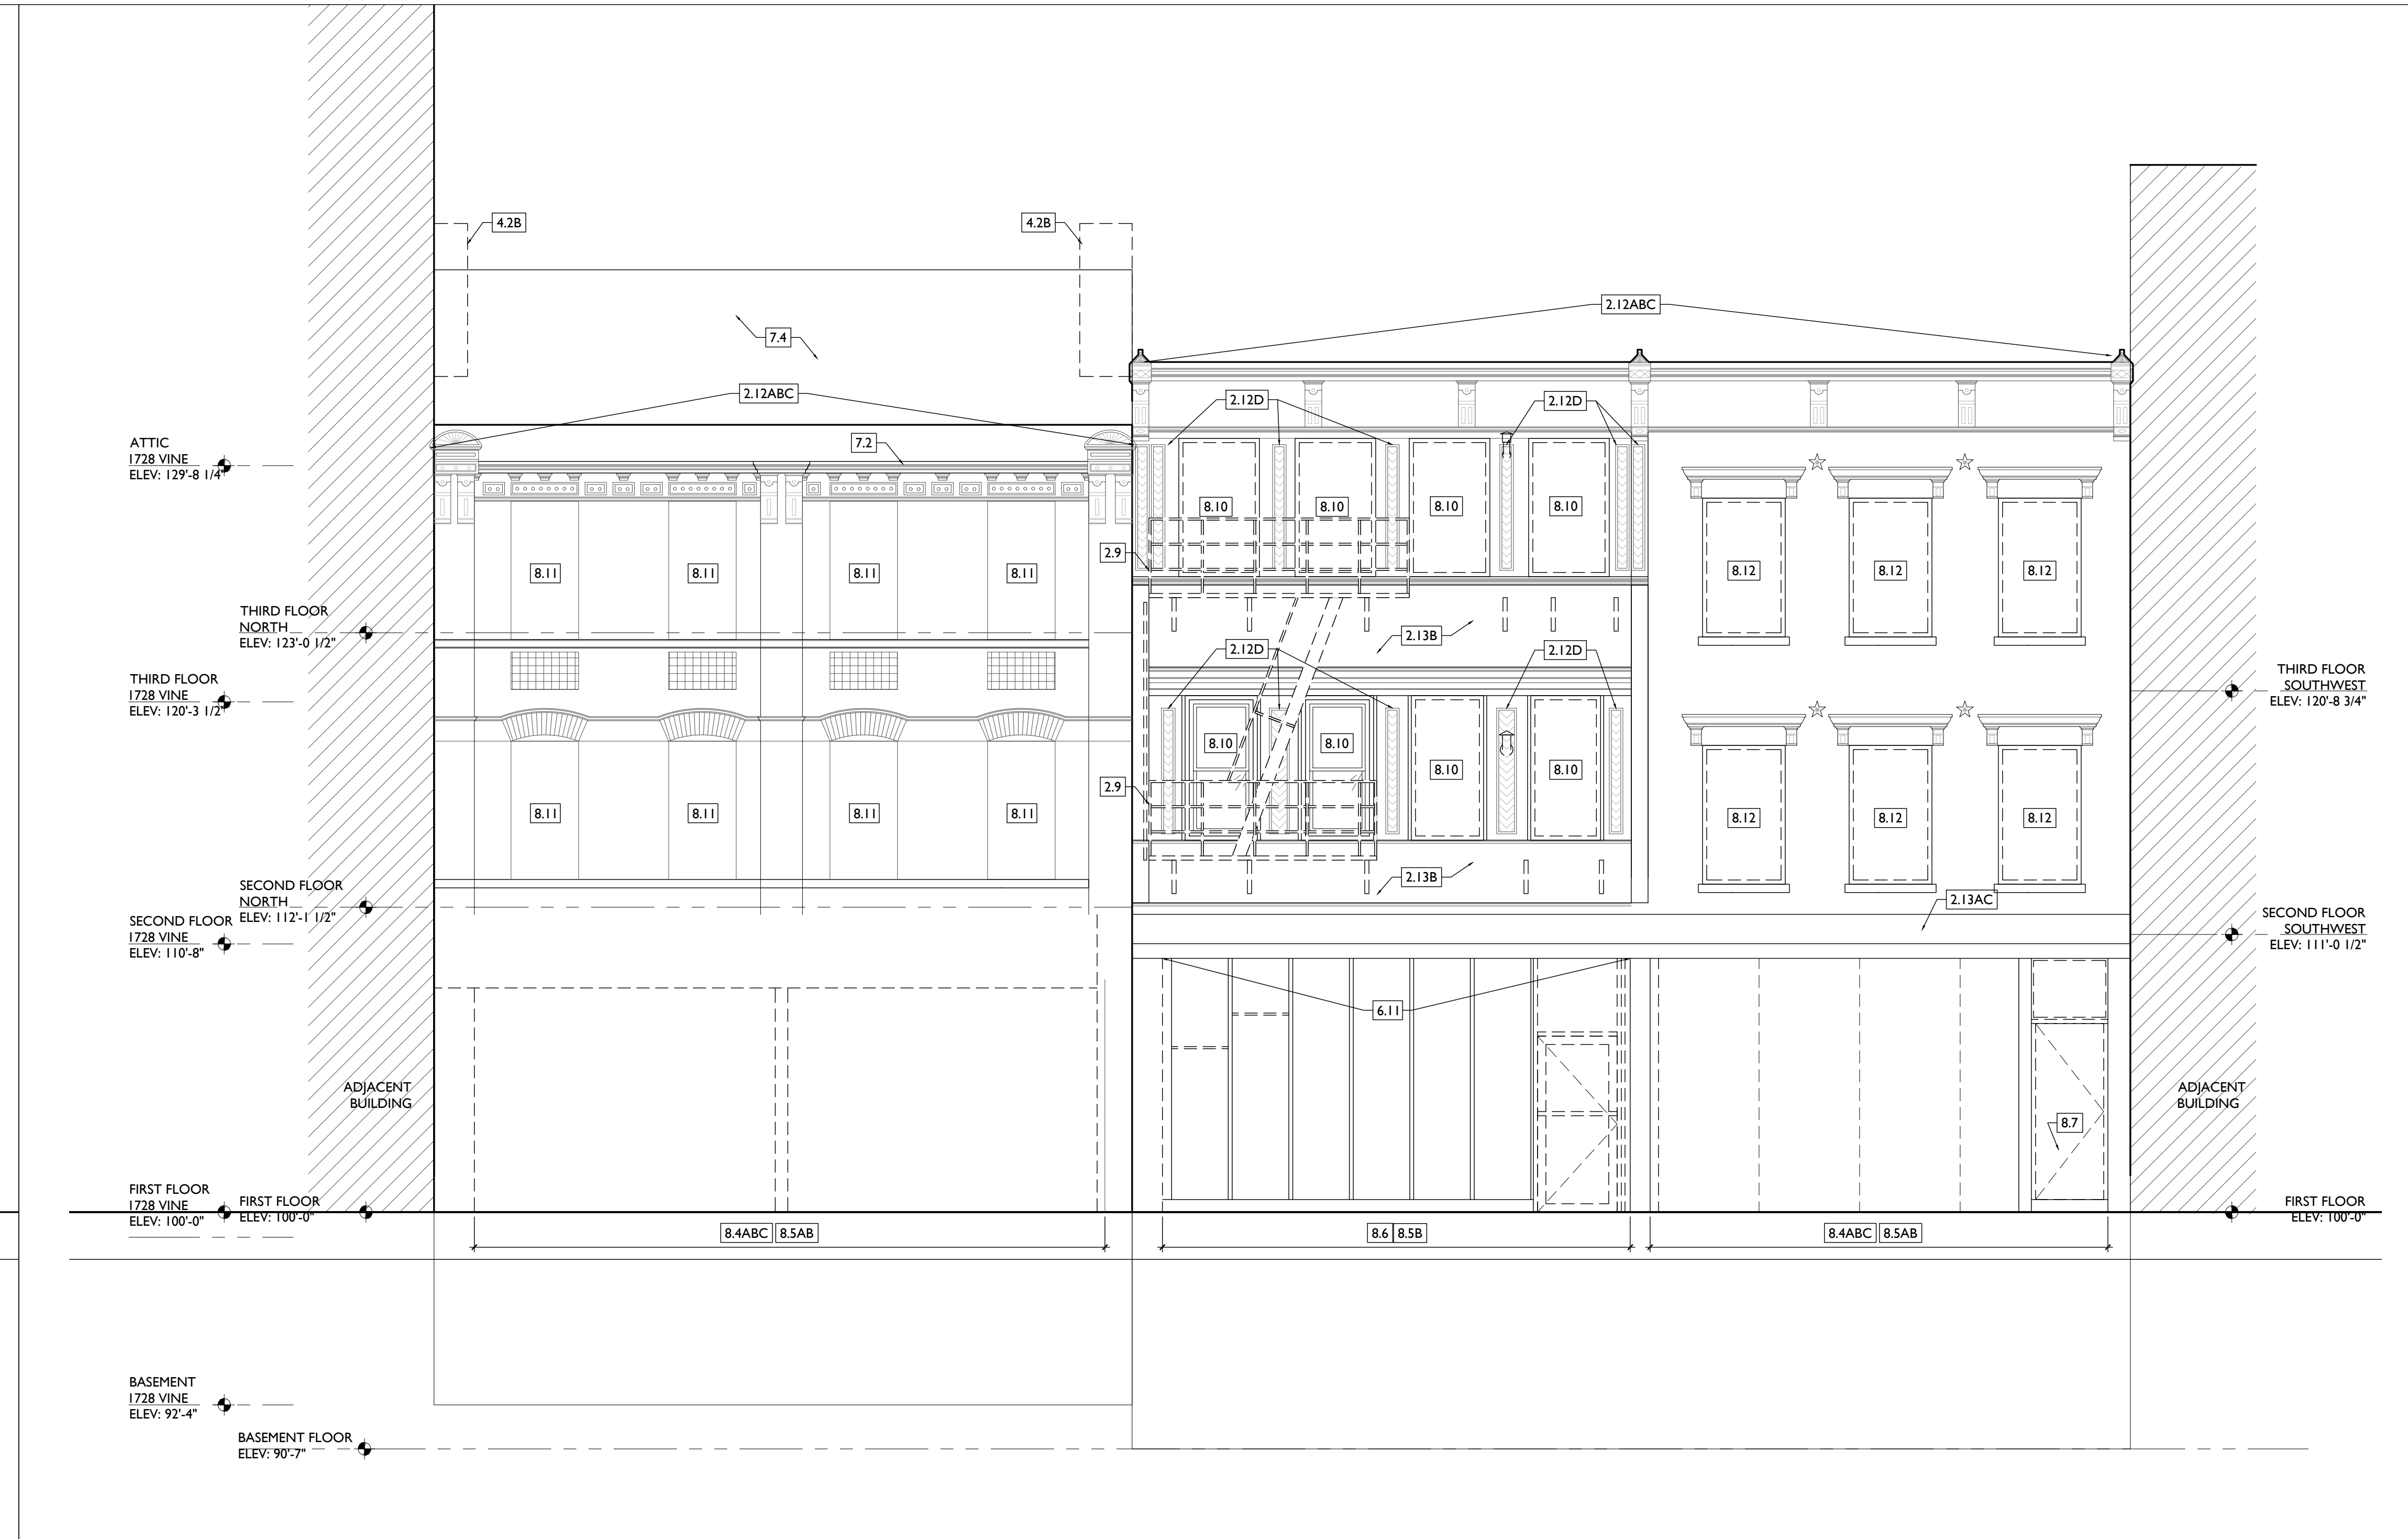 4.2B
4.2B
2.12ABC
7.4
2.12ABC
2.12D
2.12D
ATTIC
1728 VINE
ELEV: 129'-8 1/4"
7.2
8.10
8.10
8.10
8.10
2.9
8.11
8.11
8.11
8.11
8.12
8.12
8.12
THIRD FLOOR
NORTH
ELEV: 123'-0 1/2"
2.13B
2.12D
2.12D
THIRD FLOOR
1728 VINE
ELEV: 120'-3 1/2"
THIRD FLOOR
SOUTHWEST
ELEV: 120'-8 3/4"
8.10
8.10
8.10
8.10
2.9
8.11
8.11
8.11
8.11
8.12
8.12
8.12
2.13B
SECOND FLOOR
NORTH
ELEV: 112'-1 1/2"
2.13AC
SECOND FLOOR
1728 VINE
ELEV: 110'-8"
SECOND FLOOR
SOUTHWEST
ELEV: 111'-0 1/2"
6.11
ADJACENT
BUILDING
ADJACENT
BUILDING
8.7
FIRST FLOOR
1728 VINE
ELEV: 100'-0"
FIRST FLOOR
ELEV: 100'-0"
FIRST FLOOR
ELEV: 100'-0"
8.4ABC 8.5AB
8.6 8.5B
8.4ABC 8.5AB
BASEMENT
1728 VINE
ELEV: 92'-4"
BASEMENT FLOOR
ELEV: 90'-7"